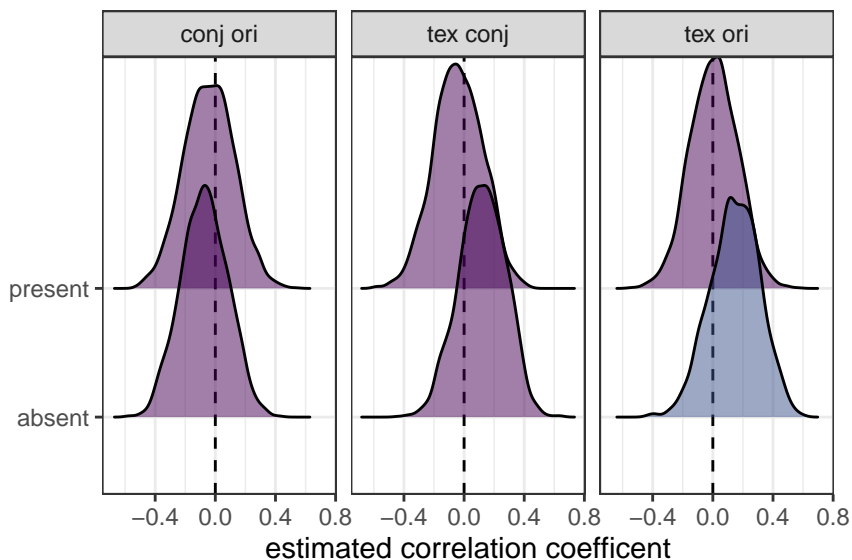 conj ori tex conj tex ori
present
absent
−0.4 0.0 0.4 0.8 −0.4 0.0 0.4 0.8 −0.4 0.0 0.4 0.8
estimated correlation coefficent